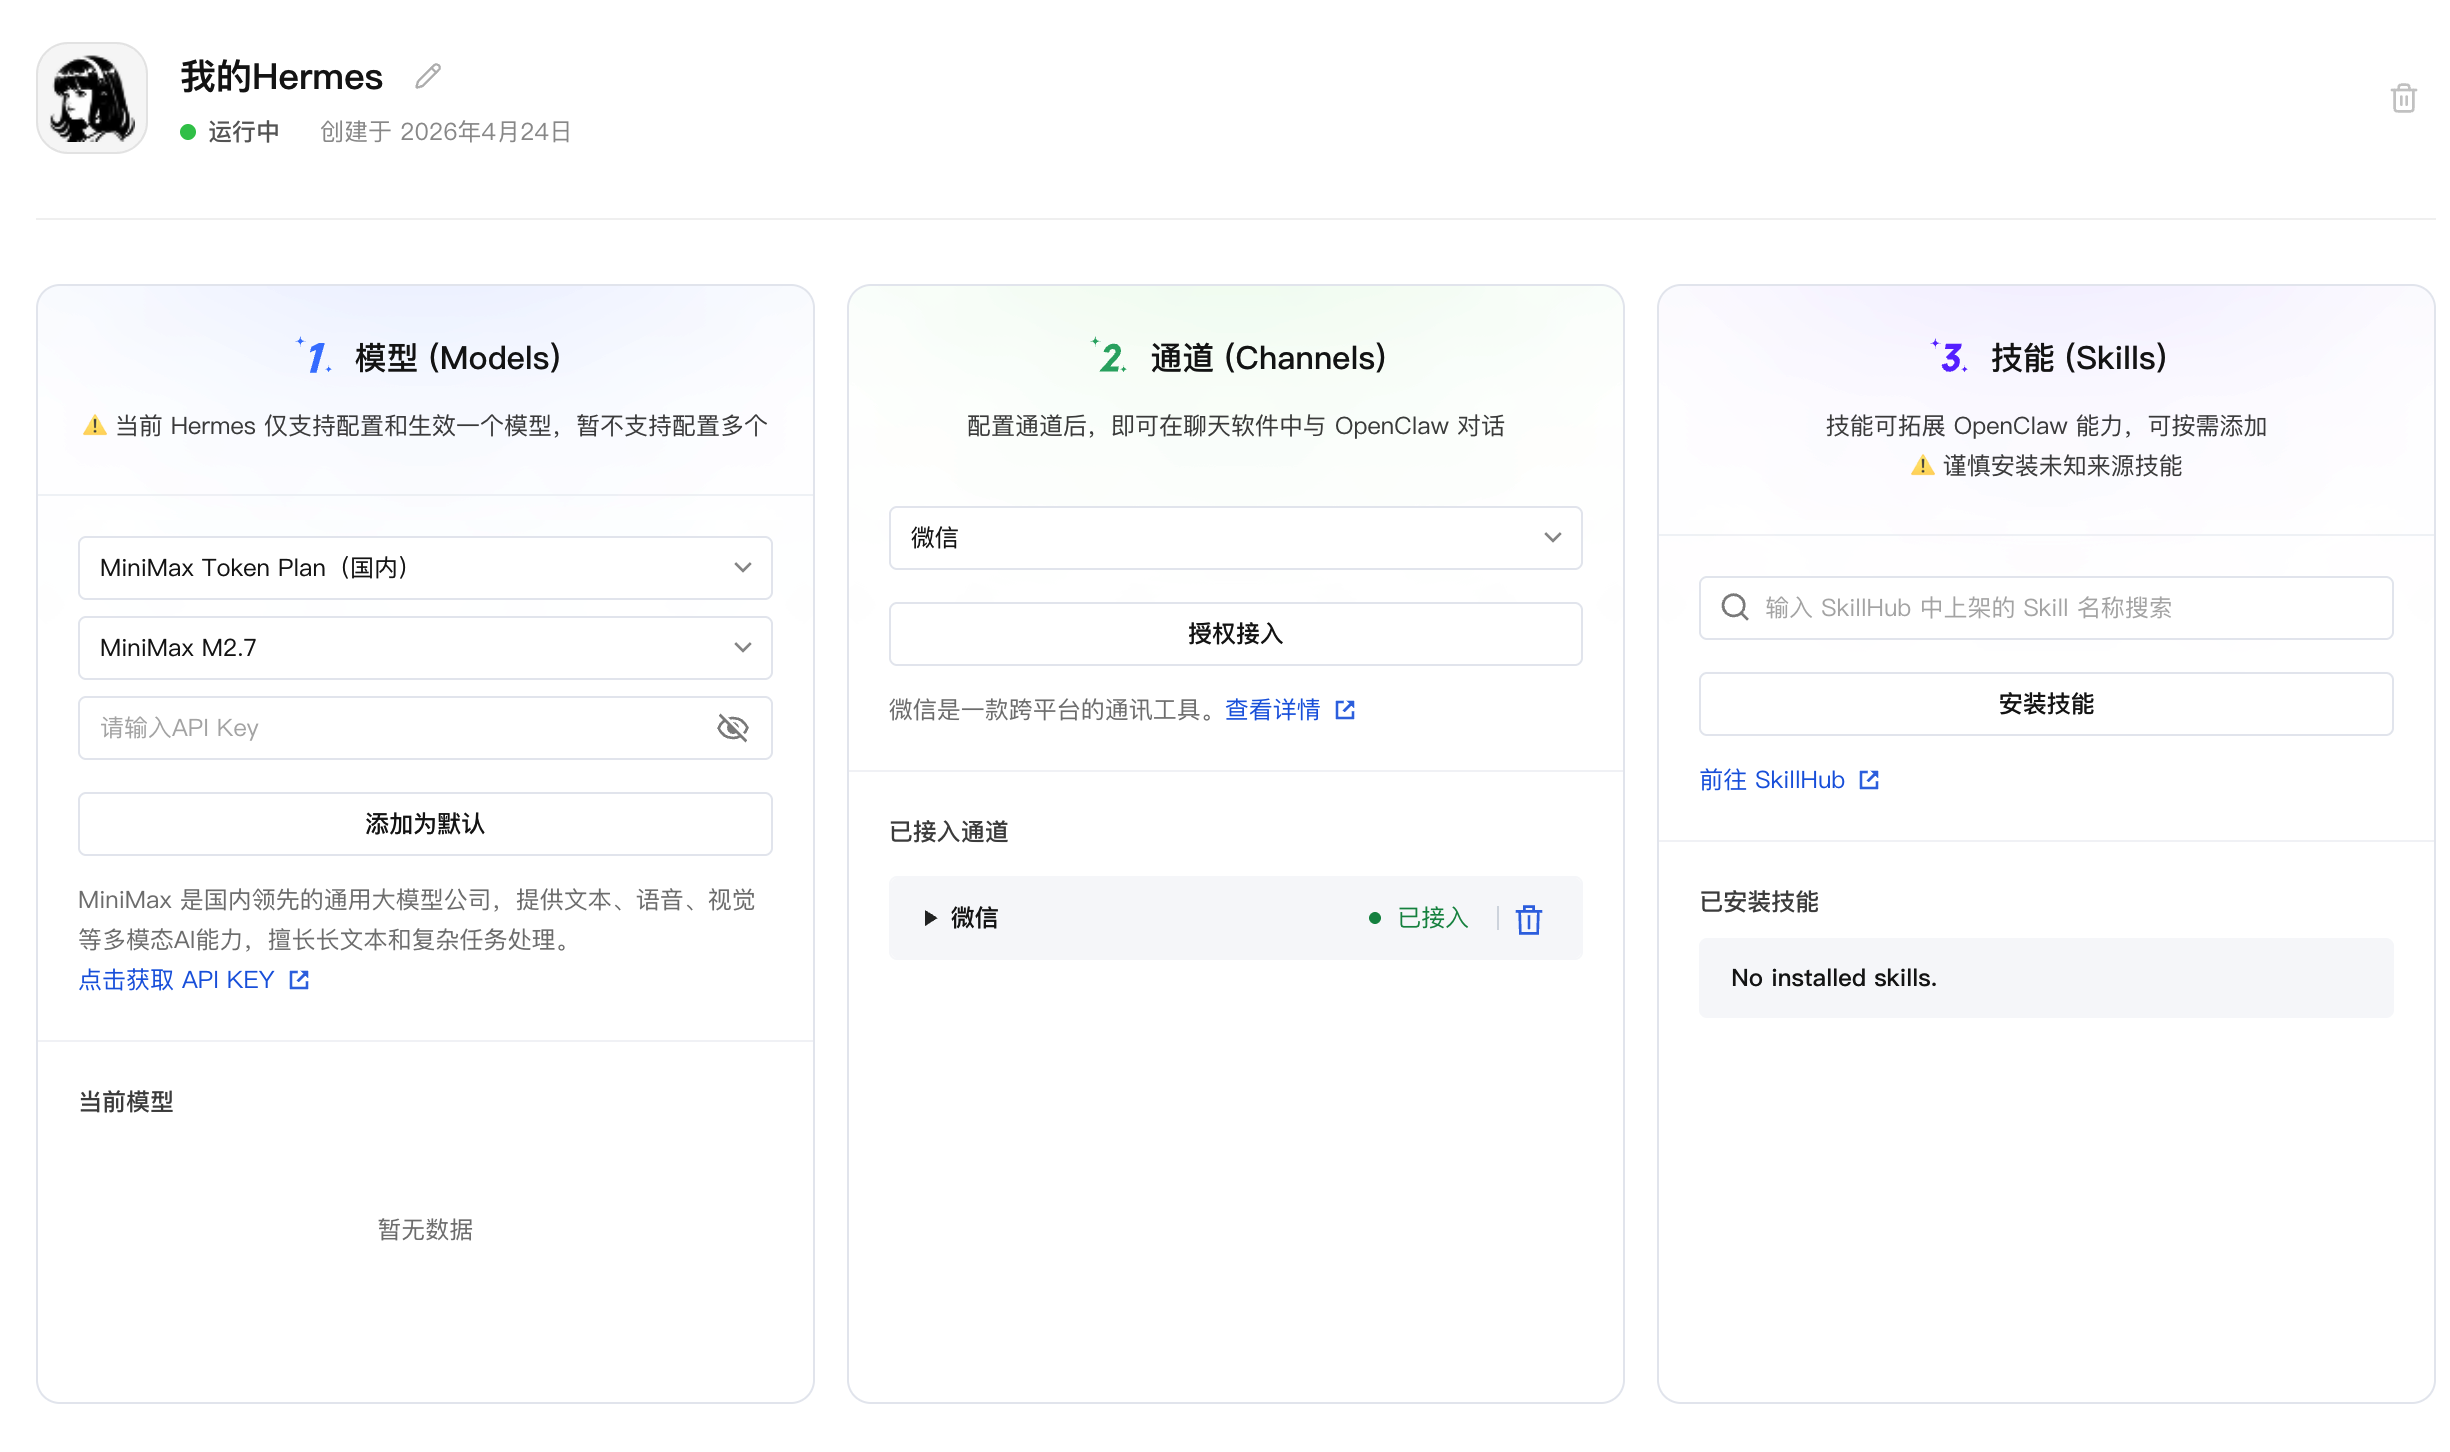 我的Hermes
运行中 创建于 2026年4月24日
1. 模型 (Models)
⚠️ 当前 Hermes 仅支持配置和生效一个模型，暂不支持配置多个
MiniMax Token Plan（国内）
MiniMax M2.7
请输入API Key
添加为默认
MiniMax 是国内领先的通用大模型公司，提供文本、语音、视觉
等多模态AI能力，擅长长文本和复杂任务处理。
点击获取 API KEY
当前模型
暂无数据
2. 通道 (Channels)
配置通道后，即可在聊天软件中与 OpenClaw 对话
微信
授权接入
微信是一款跨平台的通讯工具。查看详情
已接入通道
微信 已接入
3. 技能 (Skills)
技能可拓展 OpenClaw 能力，可按需添加
⚠️ 谨慎安装未知来源技能
输入 SkillHub 中上架的 Skill 名称搜索
安装技能
前往 SkillHub
已安装技能
No installed skills.